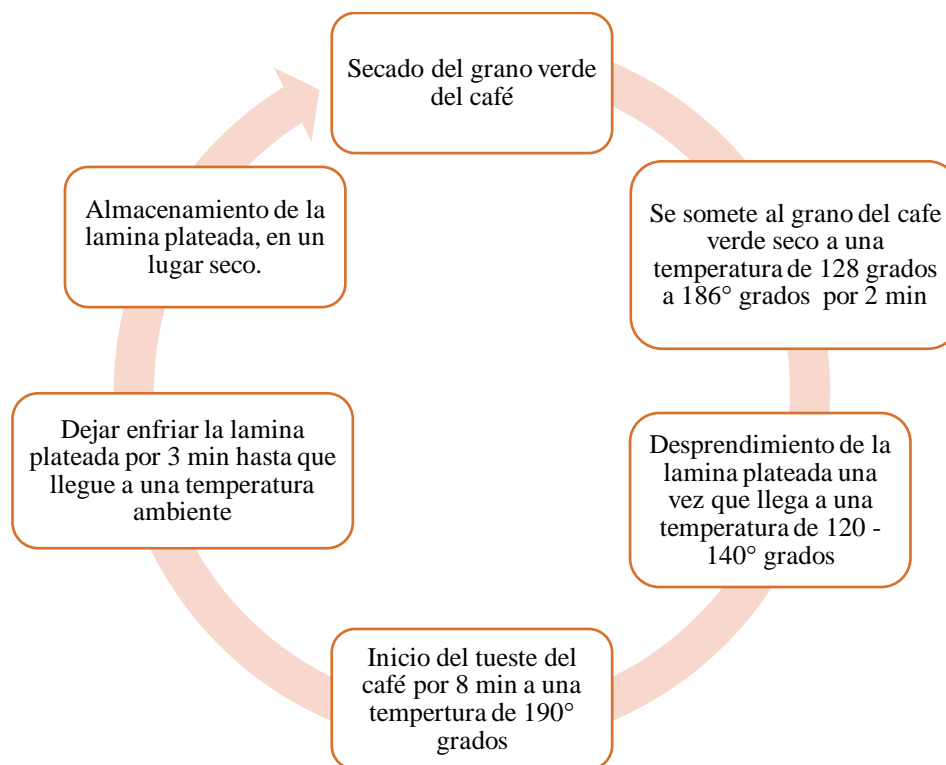 Secado del grano verde
del café
Se somete al grano del cafe
verde seco a una
temperatura de 128 grados
a 186° grados por 2 min
Desprendimiento de la
lamina plateada una
vez que llega a una
temperatura de 120 -
140° grados
Inicio del tueste del
café por 8 min a una
tempertura de 190°
grados
Dejar enfriar la lamina
plateada por 3 min hasta que
llegue a una temperatura
ambiente
Almacenamiento de la
lamina plateada, en un
lugar seco.